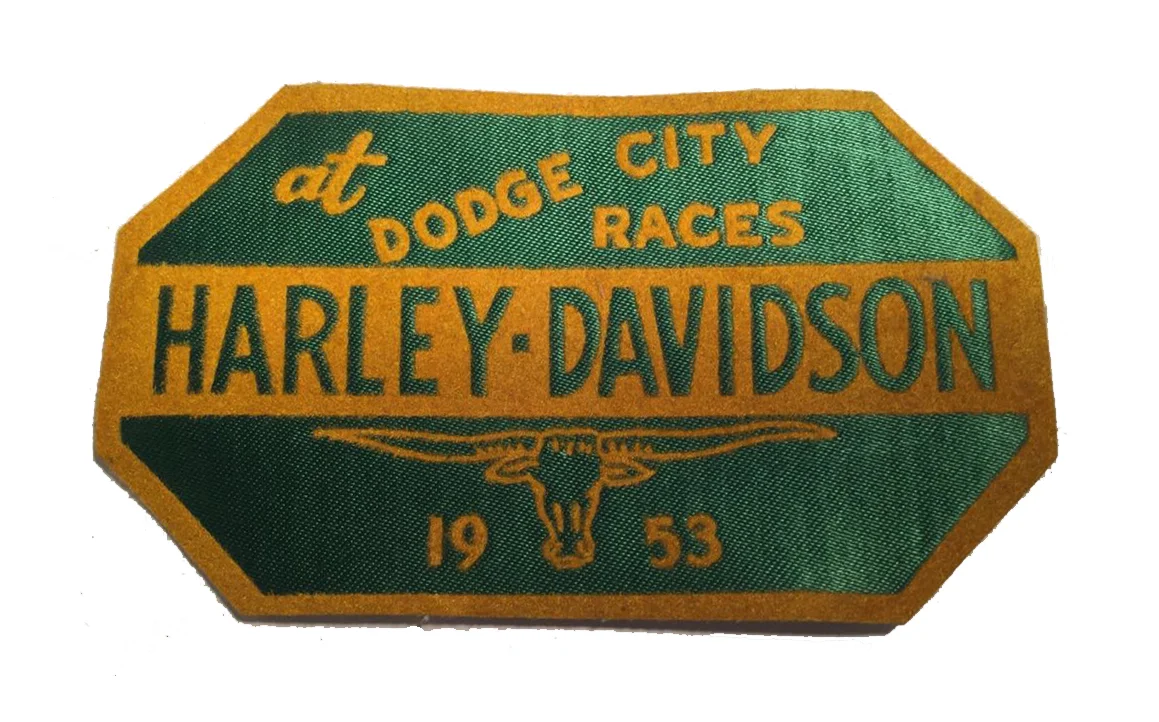 at
DODGE CITY
RACES
HARLEY-DAVIDSON
19 53